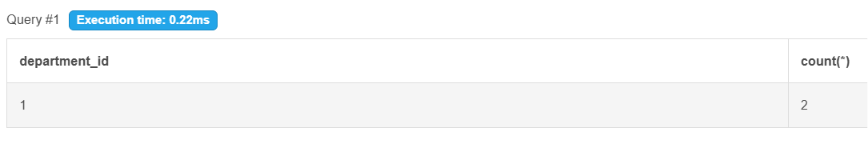 Query #1 Execution time: 0.22ms
department_id count(*)
1 2